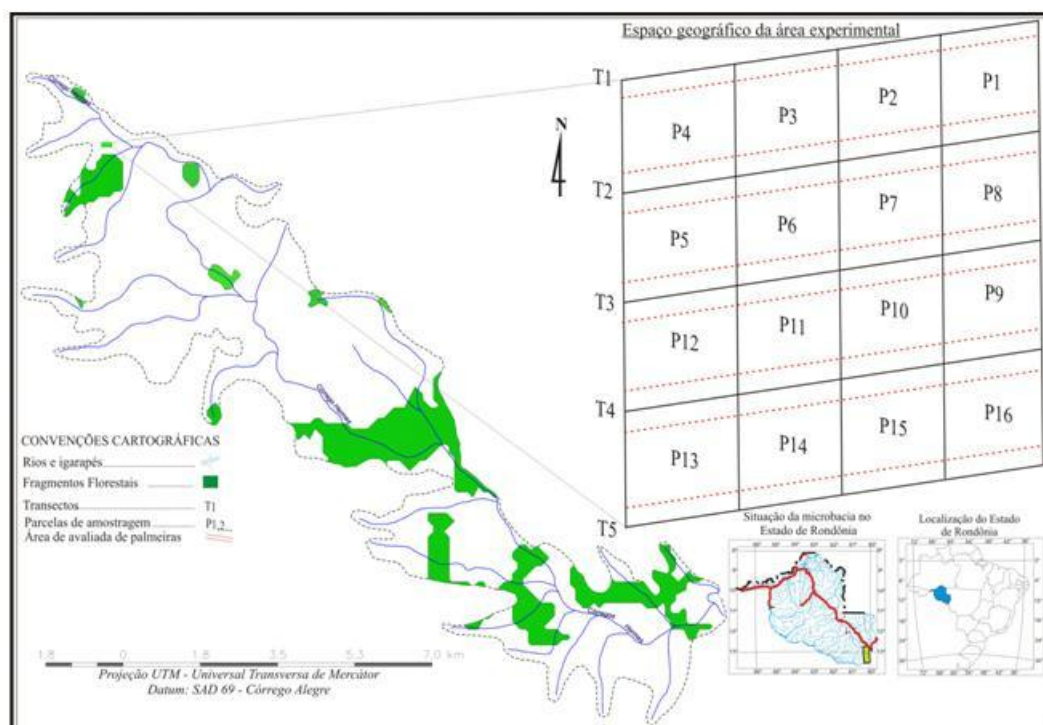 Espaço geográfico da área experimental
T1
T2
T3
T4
T5
P4
P3
P2
P1
P5
P6
P7
P8
P12
P11
P10
P9
P13
P14
P15
P16
N
CONVENÇÕES CARTOGRÁFICAS
Rios e igarapés
Fragmentos Florestais
Transectos T1
Parcelas de amostragem P1,2...
Área de avaliada de palmeiras
1.8 0 1.8 3.5 5.3 7.0 km
Projeção UTM - Universal Transversa de Mercátor
Datum: SAD 69 - Córrego Alegre
Situação da microbacia no
Estado de Rondônia
Localização do Estado
de Rondônia